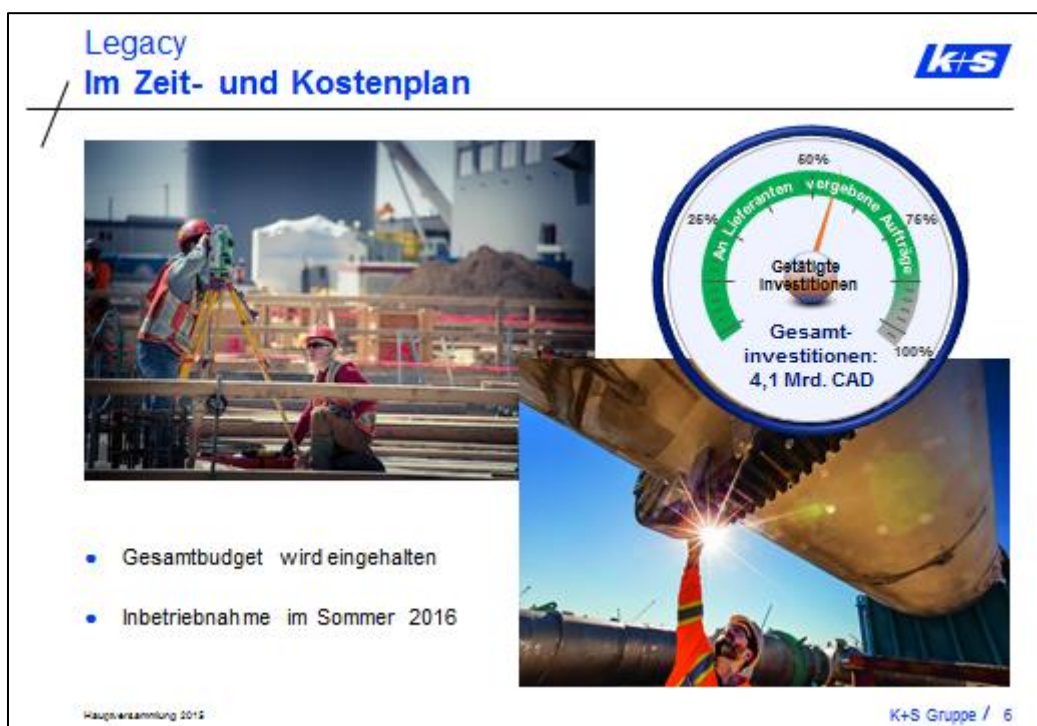 Legacy
Im Zeit- und Kostenplan
k+s
50%
25%
75%
An Lieferanten vergebene Aufträge
Getätigte
Investitionen
Gesamt-
investitionen:
4,1 Mrd. CAD
100%
• Gesamtbudget wird eingehalten
• Inbetriebnahme im Sommer 2016
Hauptversammlung 2015
K+S Gruppe / 6